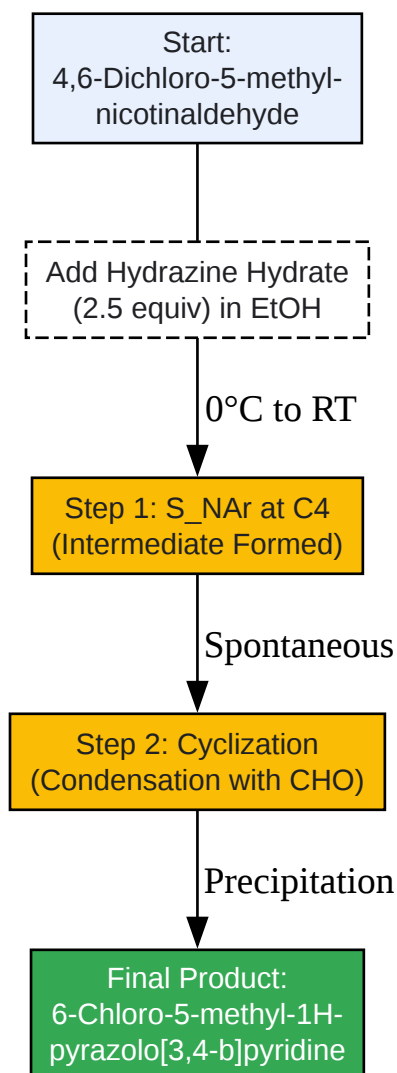 Start:
4,6-Dichloro-5-methyl-
nicotinaldehyde
Add Hydrazine Hydrate
(2.5 equiv) in EtOH
0°C to RT
Step 1: S_NAr at C4
(Intermediate Formed)
Spontaneous
Step 2: Cyclization
(Condensation with CHO)
Precipitation
Final Product:
6-Chloro-5-methyl-1H-
pyrazolo[3,4-b]pyridine